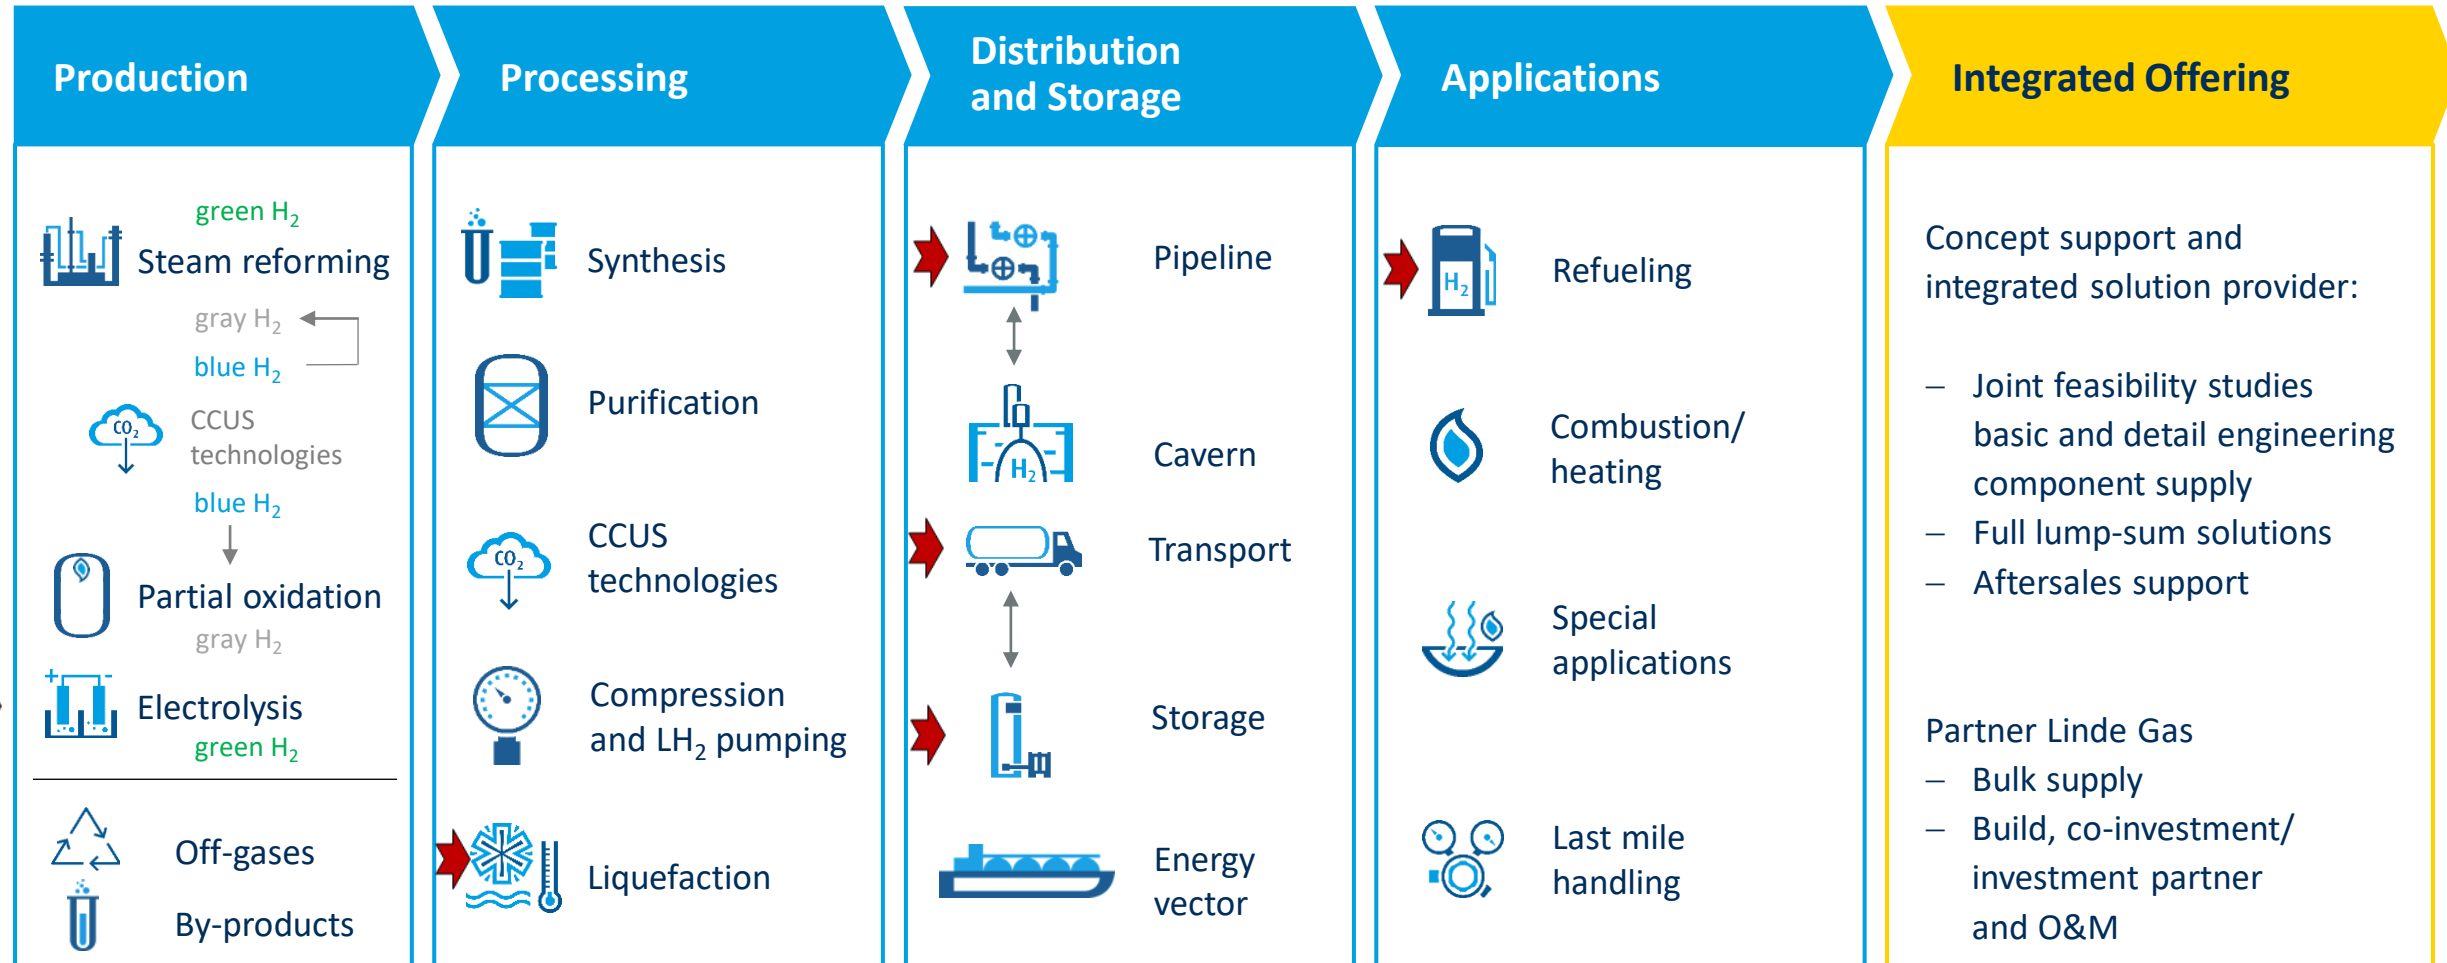 Production
green H₂
Steam reforming
gray H₂
blue H₂
CO₂
CCUS
technologies
blue H₂
Partial oxidation
gray H₂
+ -
Electrolysis
green H₂
Off-gases
By-products
Processing
Synthesis
Purification
CO₂
CCUS
technologies
Compression
and LH₂ pumping
Liquefaction
Distribution
and Storage
Pipeline
H₂
Cavern
Transport
Storage
Energy
vector
Applications
H₂
Refueling
Combustion/
heating
Special
applications
Last mile
handling
Integrated Offering
Concept support and
integrated solution provider:
– Joint feasibility studies
basic and detail engineering
component supply
– Full lump-sum solutions
– Aftersales support
Partner Linde Gas
– Bulk supply
– Build, co-investment/
investment partner
and O&M